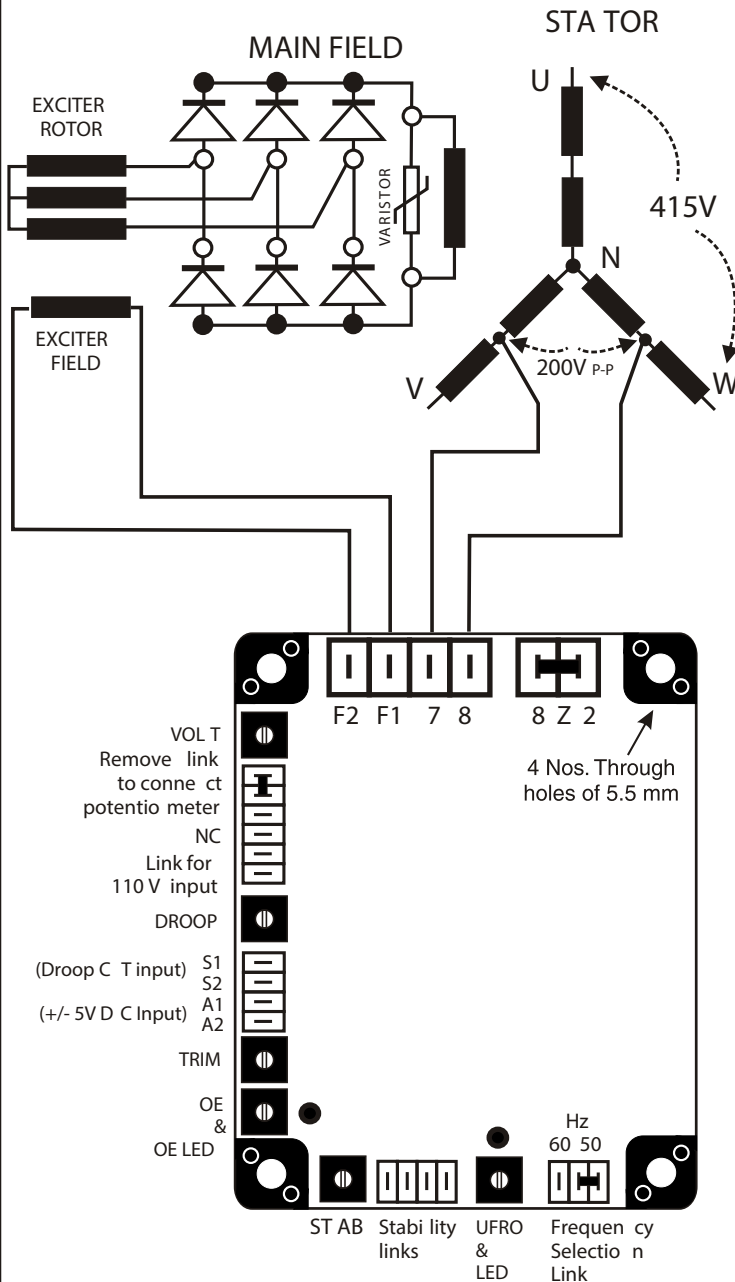 STA TOR
MAIN FIELD
EXCITER
ROTOR
U
VARISTOR
415V
N
EXCITER
FIELD
200V P-P
V
W
F2 F1 7 8
8 Z 2
VOL T
Remove link
to conne ct
potentio meter
NC
Link for
110 V input
4 Nos. Through
holes of 5.5 mm
DROOP
(Droop C T input)
S1
S2
(+/- 5V D C Input)
A1
A2
TRIM
OE
&
OE LED
Hz
60 50
ST AB
Stabi lity
links
UFRO
&
LED
Frequen cy
Selectio n
Link